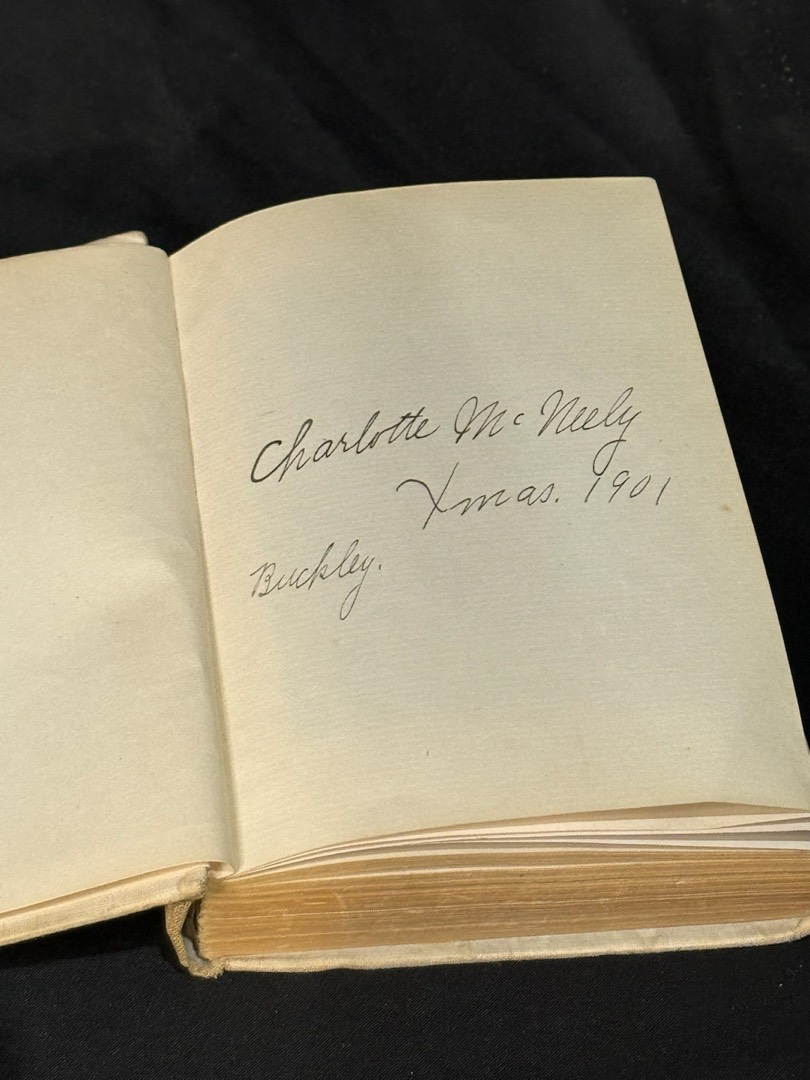 Charlotte McNeely
Xmas. 1901
Buckley.